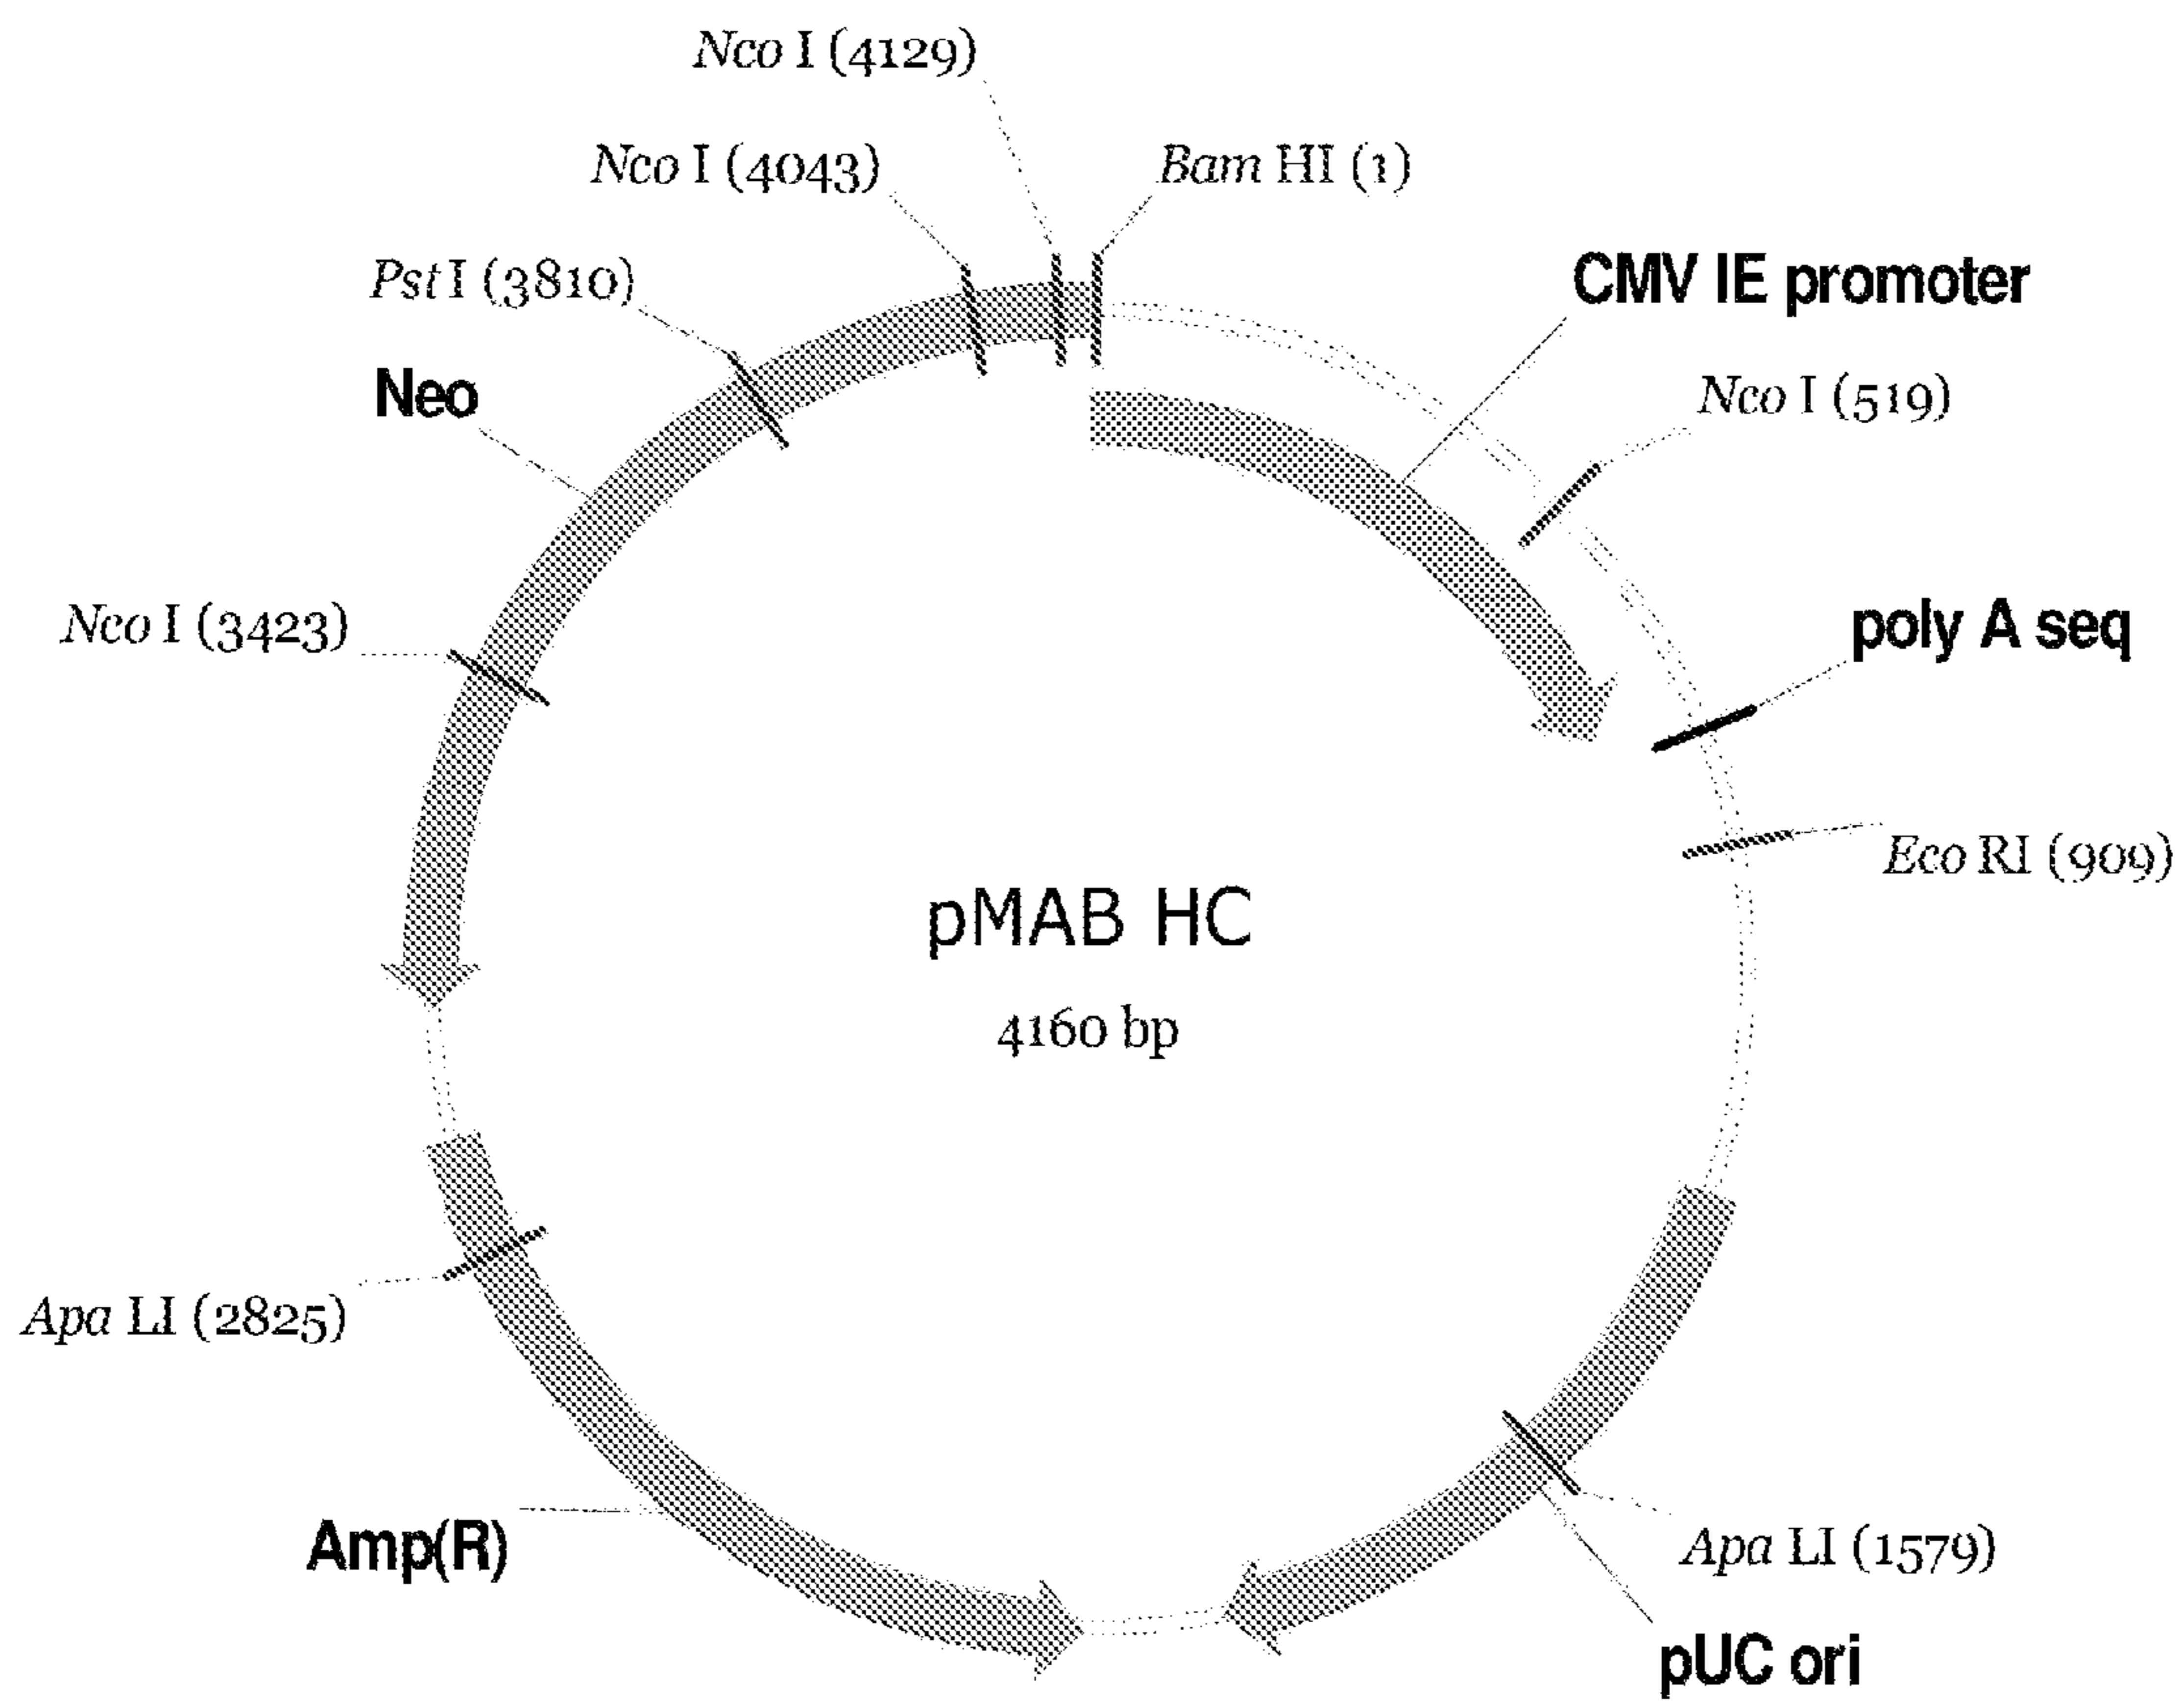 Nco I (4129)
Nco I (4043)
Bam HI (1)
Pst I (3810)
CMV IE promoter
Neo
Nco I (519)
Nco I (3423)
poly A seq
Eco RI (909)
pMAB HC
4160 bp
Apa LI (2825)
Amp(R)
Apa LI (1579)
pUC ori